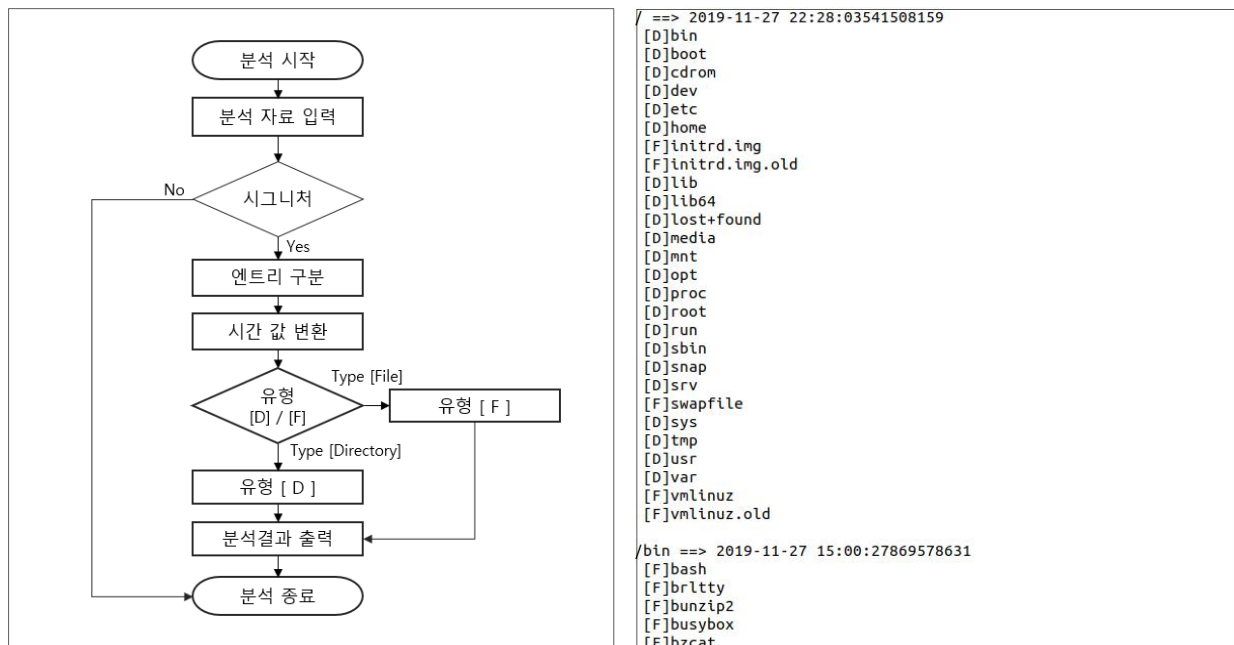 분석 시작
분석 자료 입력
시그니처
No
Yes
엔트리 구분
시간 값 변환
유형
[D] / [F]
Type [File]
유형 [ F ]
Type [Directory]
유형 [ D ]
분석결과 출력
분석 종료
/ ==> 2019-11-27 22:28:03541508159
[D]bin
[D]boot
[D]cdrom
[D]dev
[D]etc
[D]home
[F]initrd.img
[F]initrd.img.old
[D]lib
[D]lib64
[D]lost+found
[D]media
[D]mnt
[D]opt
[D]proc
[D]root
[D]run
[D]sbin
[D]snap
[D]srv
[F]swapfile
[D]sys
[D]tmp
[D]usr
[D]var
[F]vmlinuz
[F]vmlinuz.old
/bin ==> 2019-11-27 15:00:27869578631
[F]bash
[F]brltty
[F]bunzip2
[F]busybox
[F]bzcat